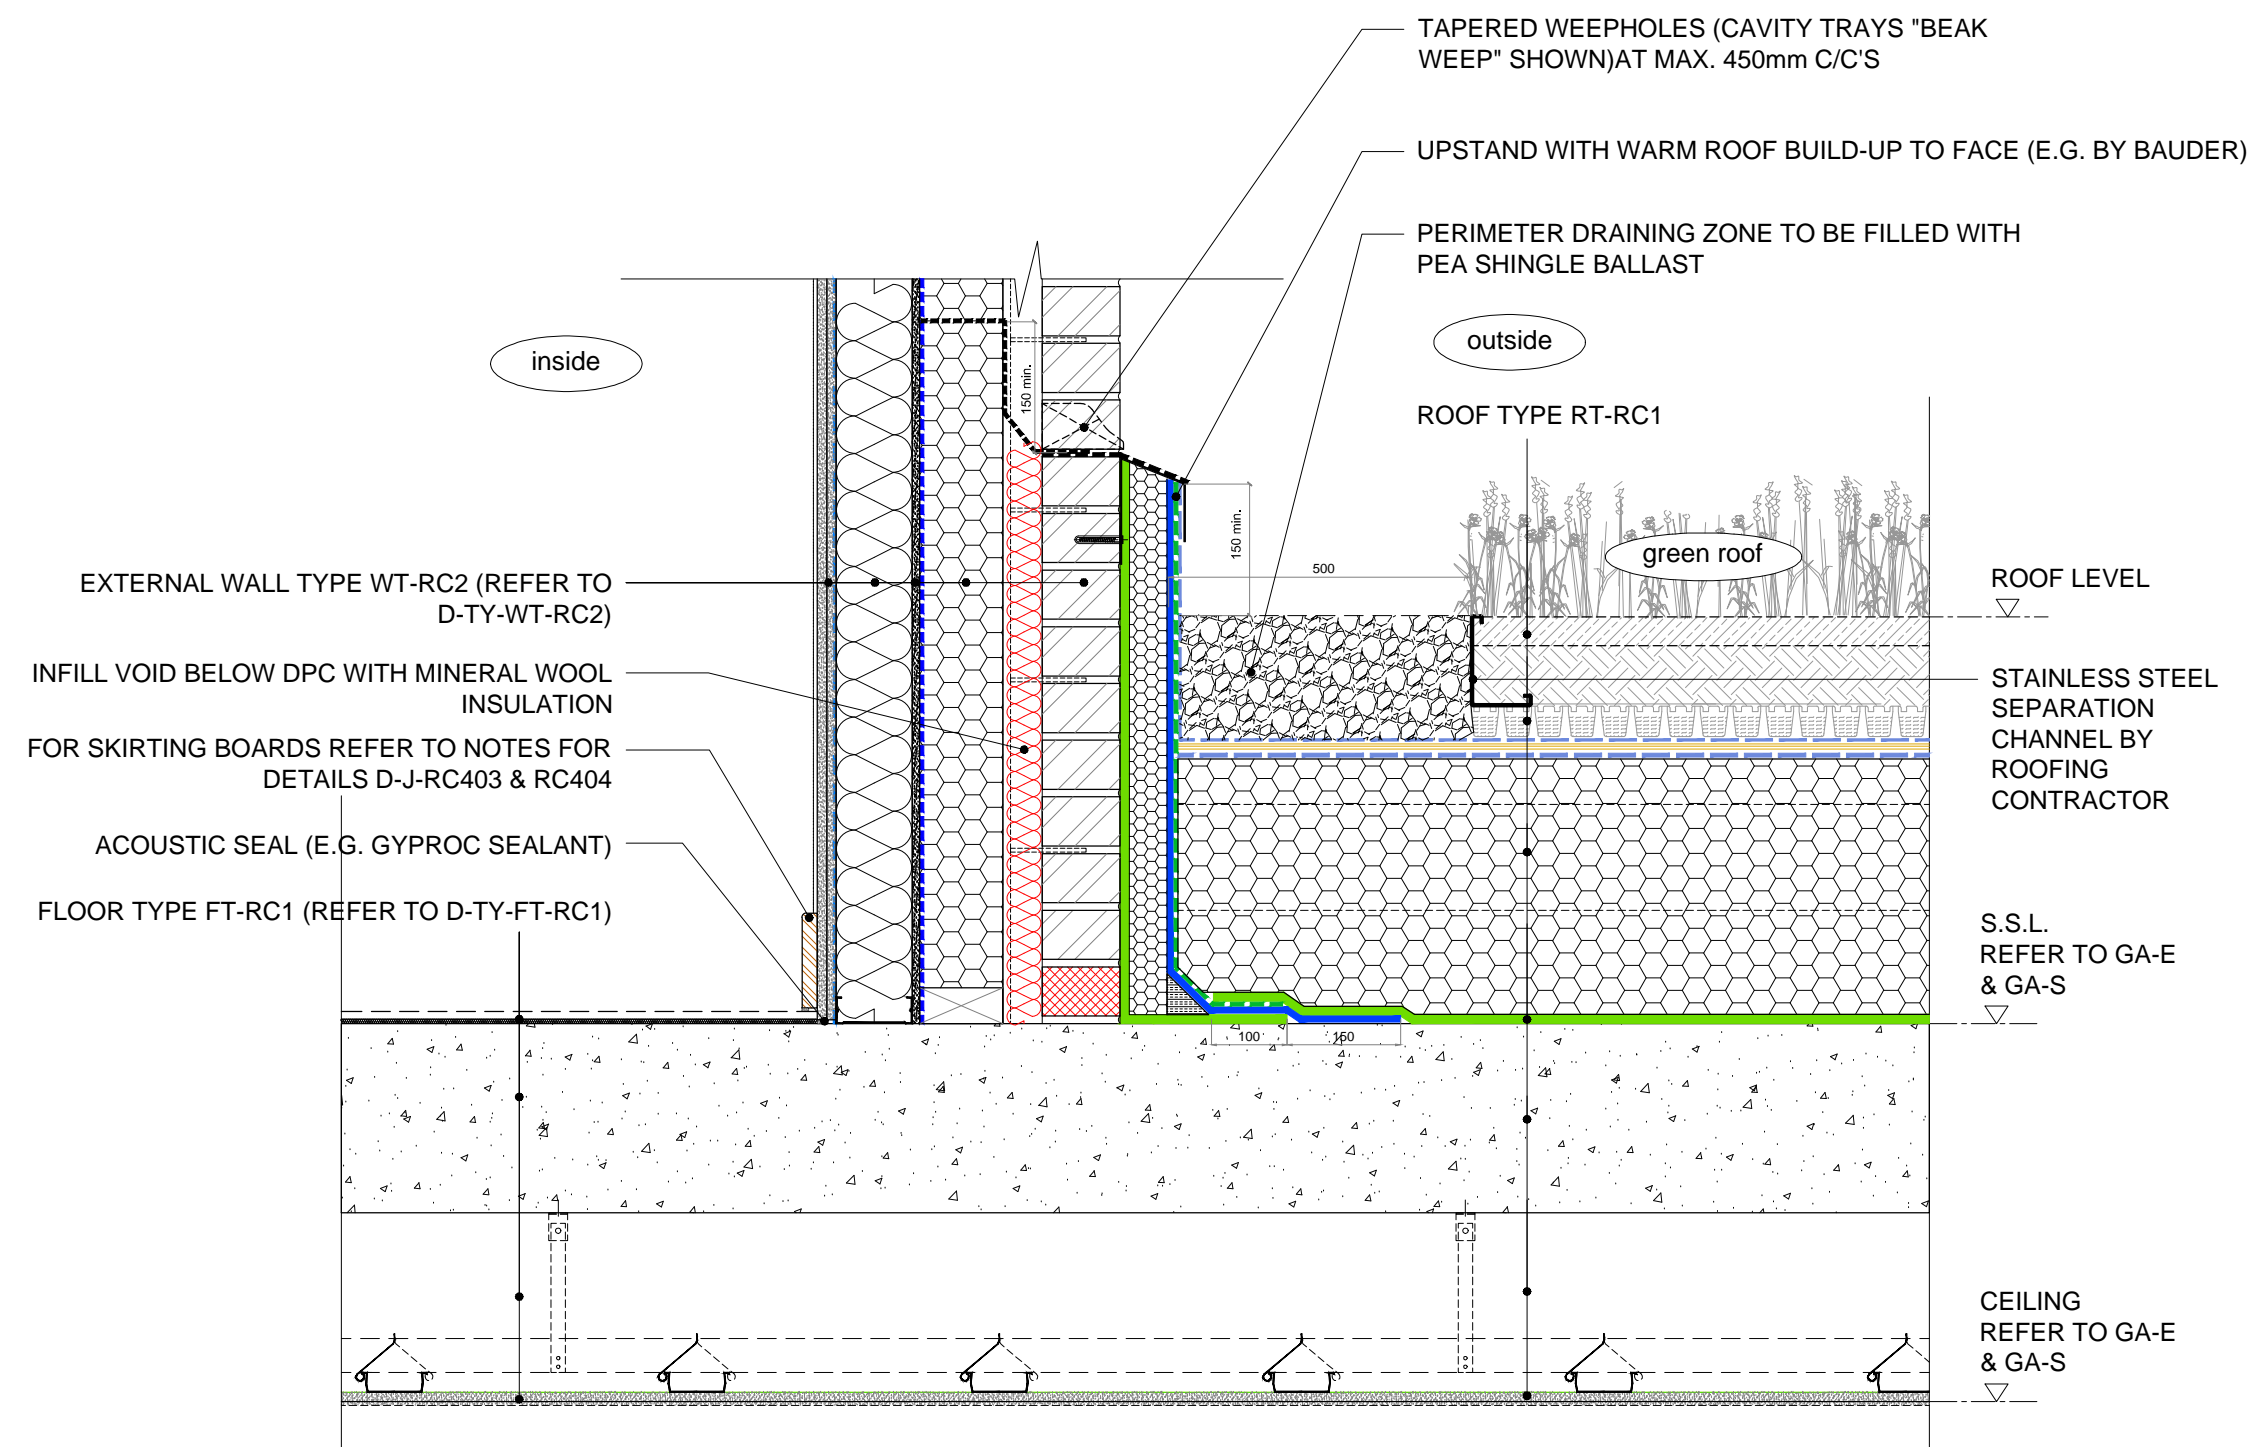 TAPERED WEEPHOLES (CAVITY TRAYS "BEAK
WEEP" SHOWN)AT MAX. 450mm C/C'S
UPSTAND WITH WARM ROOF BUILD-UP TO FACE (E.G. BY BAUDER)
PERIMETER DRAINING ZONE TO BE FILLED WITH
PEA SHINGLE BALLAST
inside
outside
150 min.
ROOF TYPE RT-RC1
150 min.
500
green roof
EXTERNAL WALL TYPE WT-RC2 (REFER TO
D-TY-WT-RC2)
ROOF LEVEL
INFILL VOID BELOW DPC WITH MINERAL WOOL
INSULATION
STAINLESS STEEL
SEPARATION
CHANNEL BY
ROOFING
CONTRACTOR
FOR SKIRTING BOARDS REFER TO NOTES FOR
DETAILS D-J-RC403 & RC404
ACOUSTIC SEAL (E.G. GYPROC SEALANT)
FLOOR TYPE FT-RC1 (REFER TO D-TY-FT-RC1)
S.S.L.
REFER TO GA-E
& GA-S
100
150
CEILING
REFER TO GA-E
& GA-S